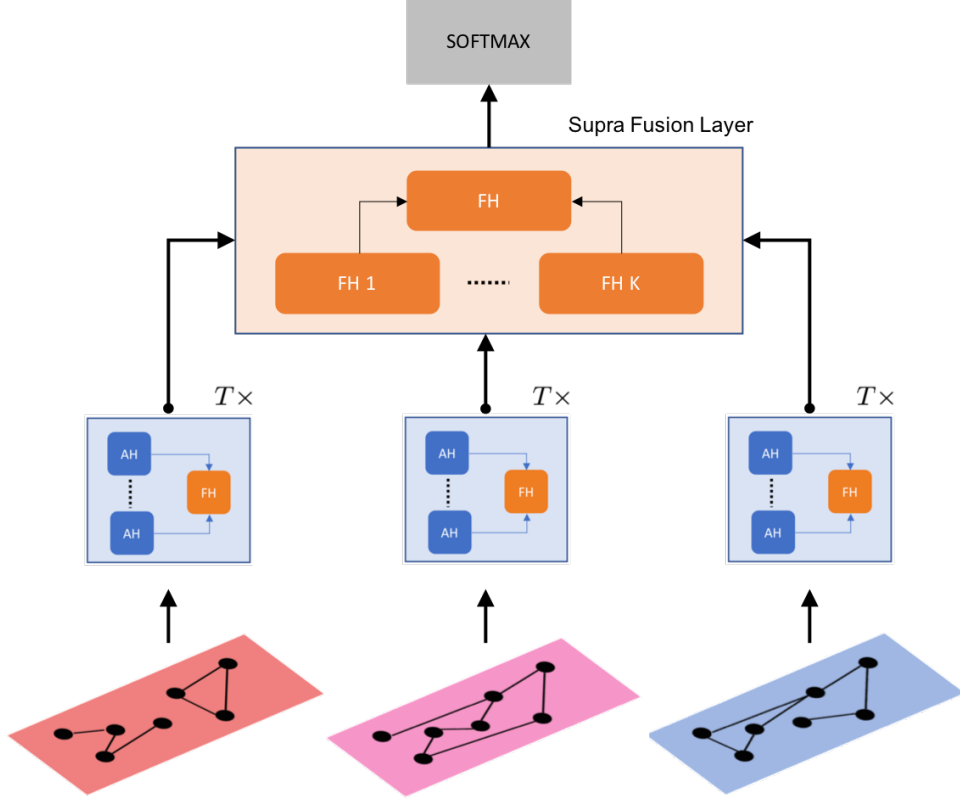 SOFTMAX
Supra Fusion Layer
FH
FH 1
FH K
T×
T×
T×
AH
FH
AH
AH
FH
AH
AH
FH
AH